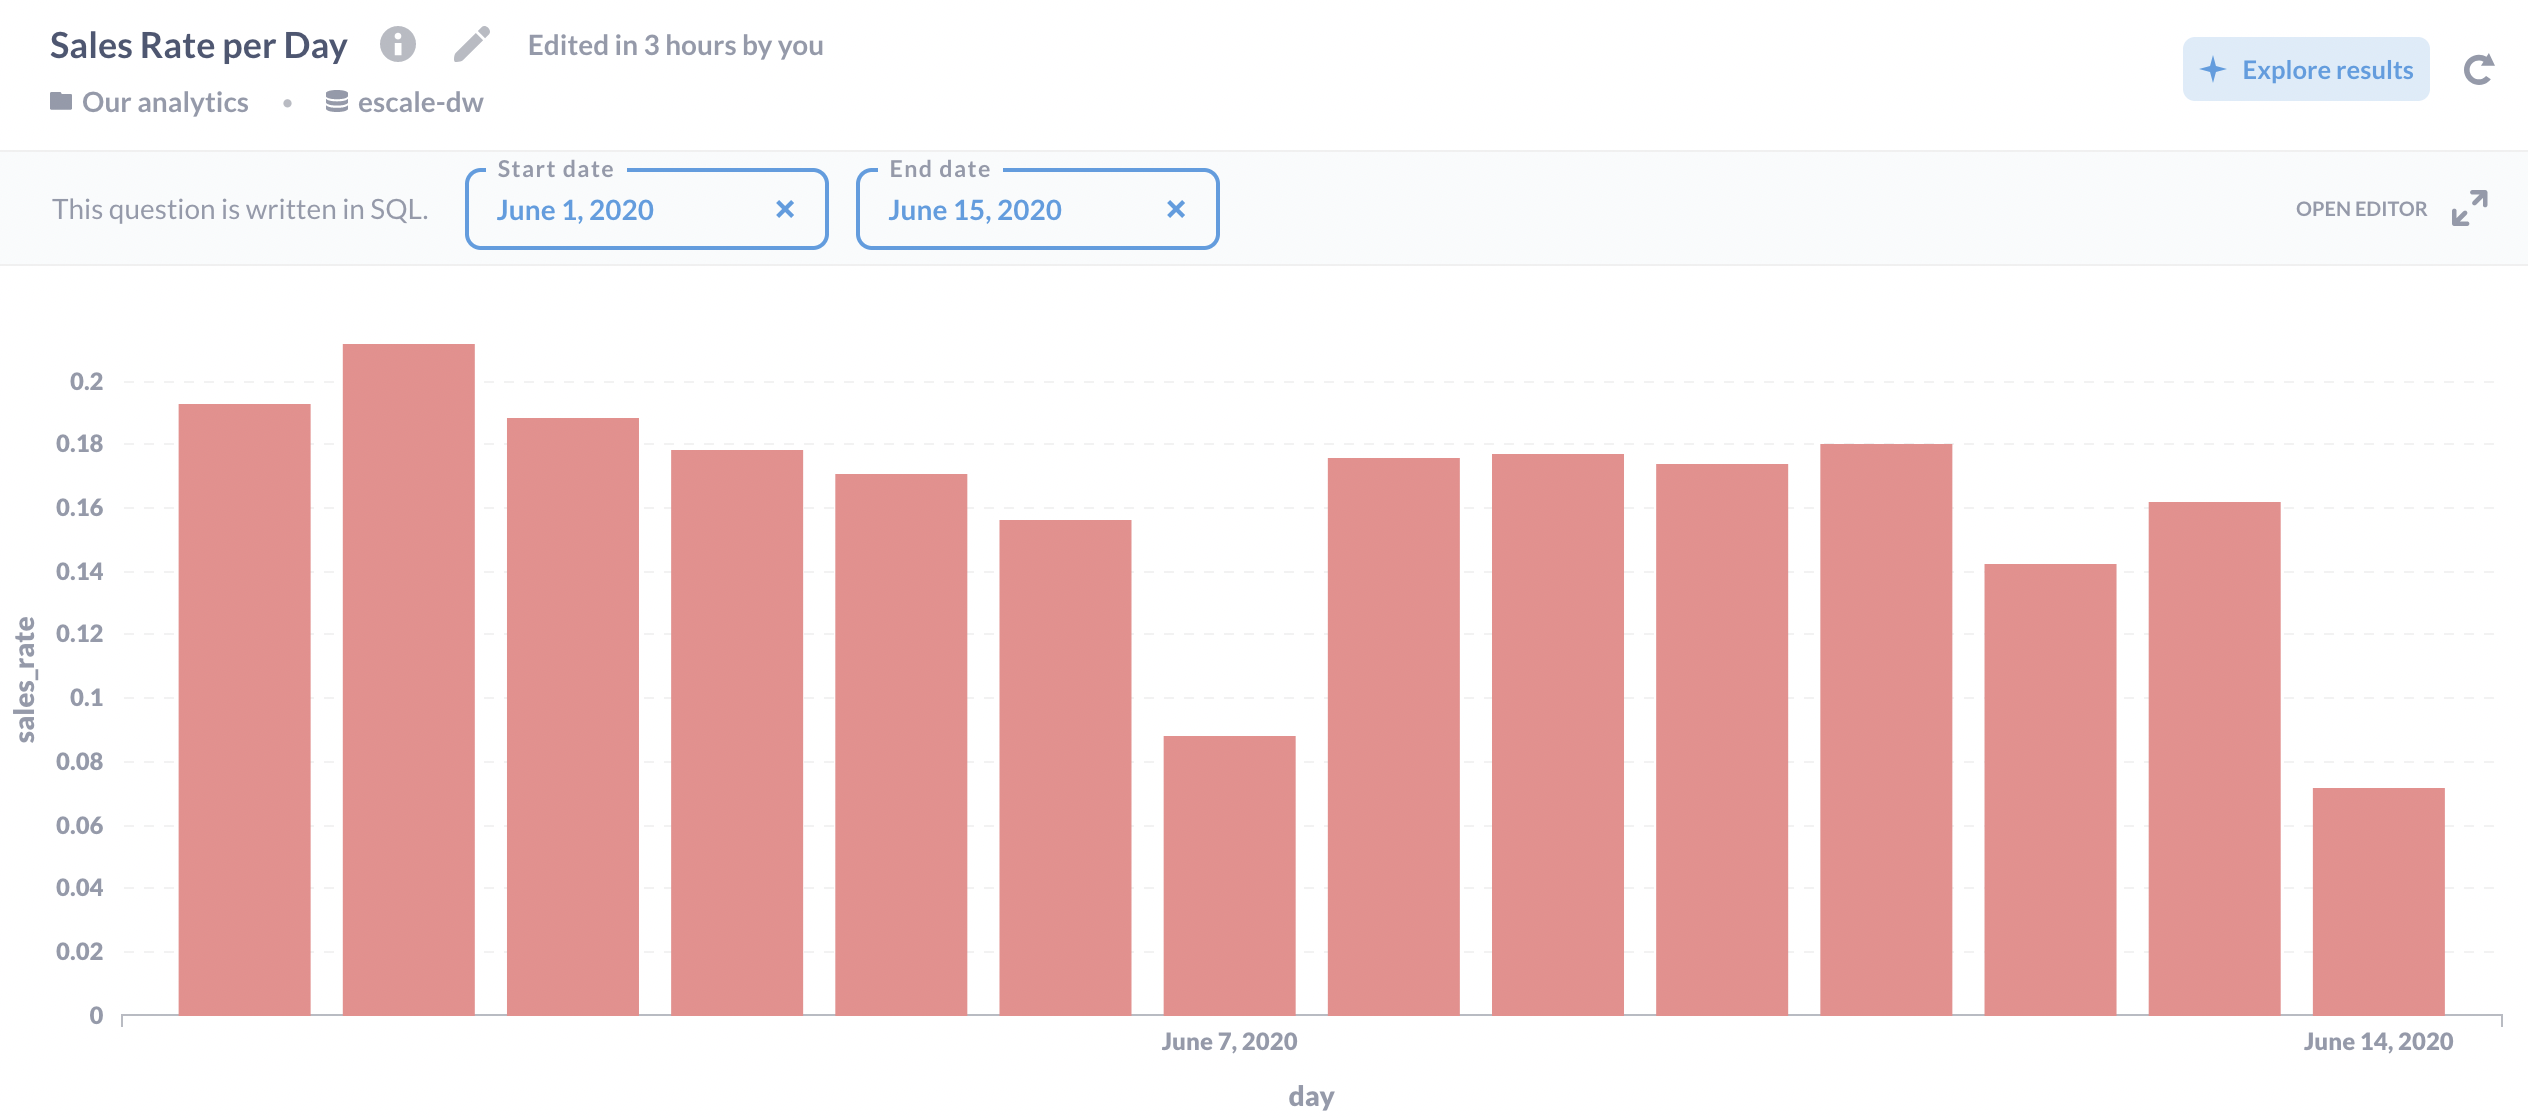 Sales Rate per Day
Edited in 3 hours by you
Our analytics • escale-dw
Explore results
This question is written in SQL.
Start date
June 1, 2020
End date
June 15, 2020
OPEN EDITOR
0.2
0.18
0.16
0.14
0.12
0.1
0.08
0.06
0.04
0.02
0
sales_rate
June 7, 2020
June 14, 2020
day